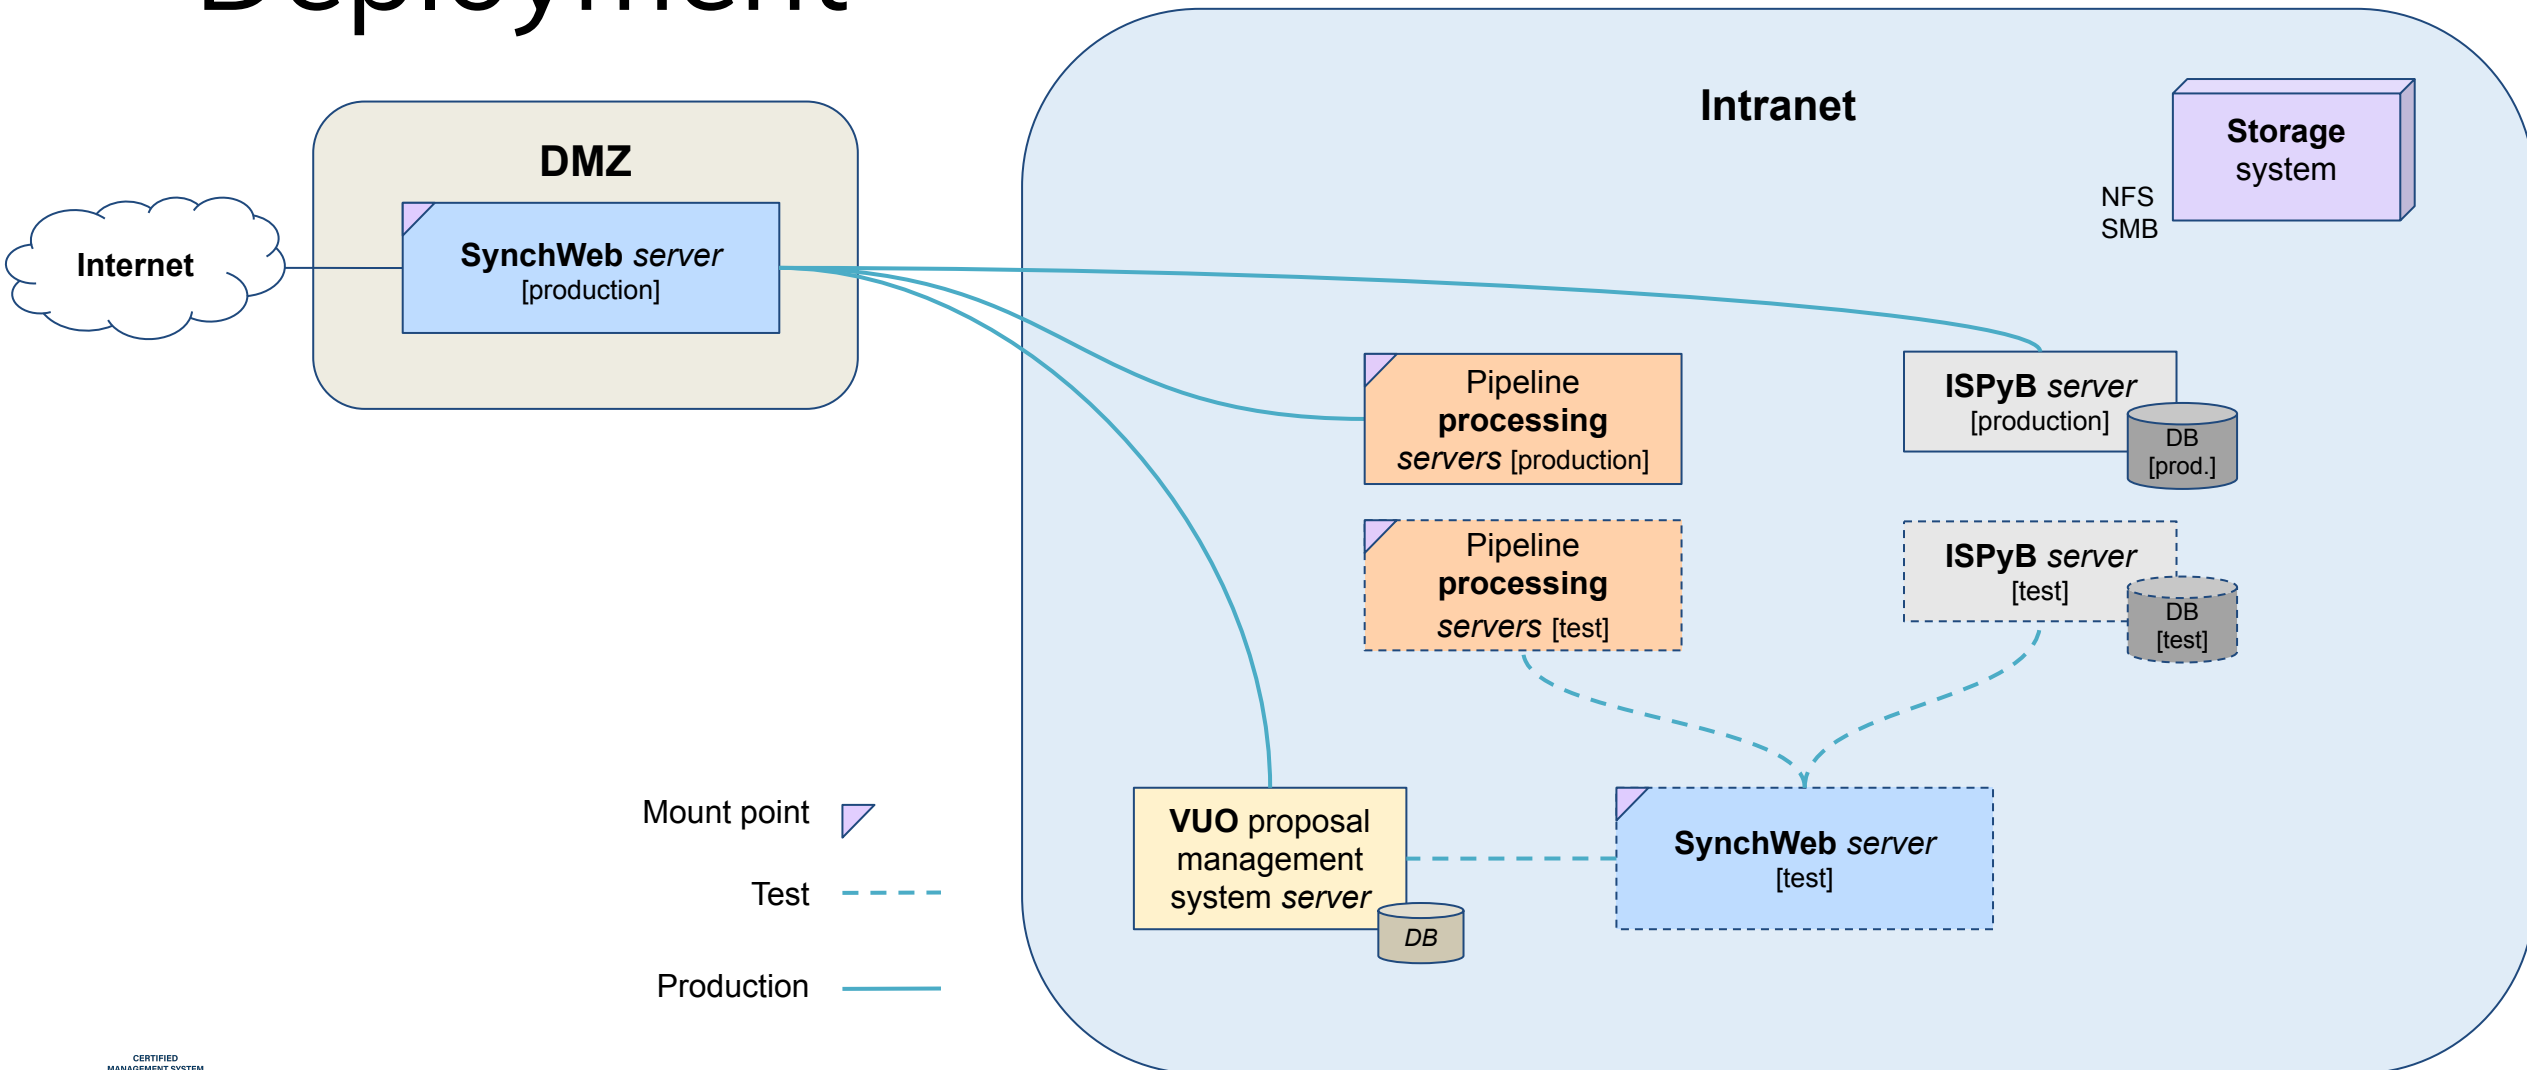 Deployment
Intranet
Storage
system
NFS
SMB
DMZ
SynchWeb server
[production]
Internet
Pipeline
processing
servers [production]
ISPyB server
[production]
DB
[prod.]
Pipeline
processing
servers [test]
ISPyB server
[test]
DB
[test]
VUO proposal
management
system server
DB
SynchWeb server
[test]
Mount point
Test
Production
CERTIFIED
MANAGEMENT SYSTEM